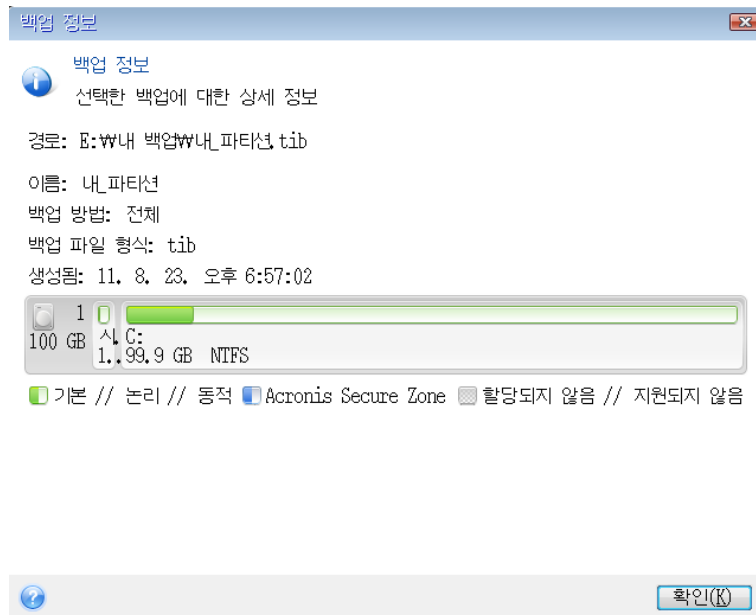 백업 정보
백업 정보
선택한 백업에 대한 상세 정보
경로: E:₩내 백업₩내_파티션.tib
이름: 내_파티션
백업 방법: 전체
백업 파일 형식: tib
생성됨: 11. 8. 23. 오후 6:57:02
1
100 GB
시.
1..
C:
99.9 GB NTFS
기본 // 논리 // 동적 Acronis Secure Zone 할당되지 않음 // 지원되지 않음
확인(K)